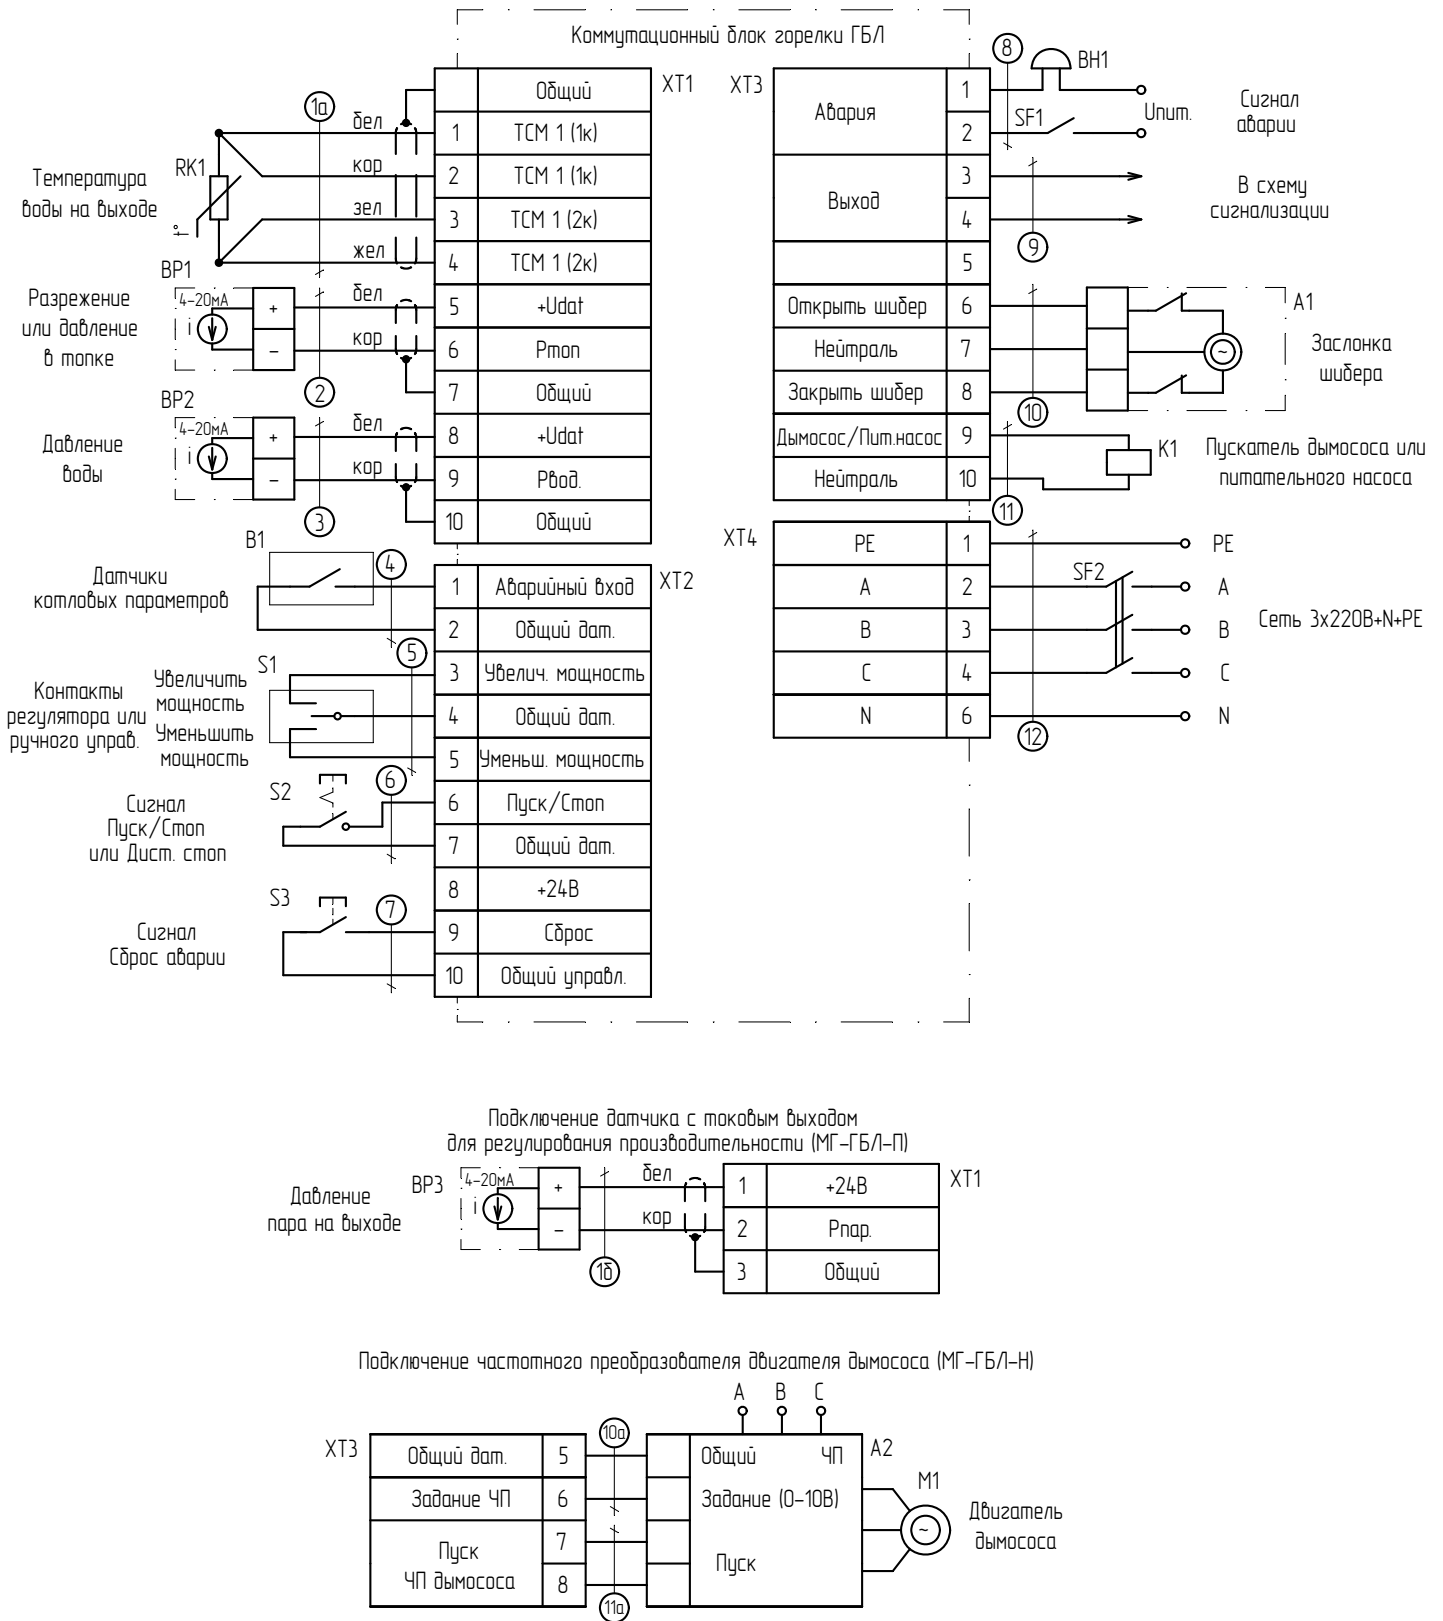 Коммутационный блок горелки ГБЛ
XT1
Общий
1 ТСМ 1 (1к)
2 ТСМ 1 (1к)
3 ТСМ 1 (2к)
4 ТСМ 1 (2к)
5 +Udat
6 Ртоп
7 Общий
8 +Udat
9 Рвод.
10 Общий
1а
бел
кор
зел
жел
RK1
t°
Температура
воды на выходе
BP1
4-20мА
i
+
-
бел
кор
2
Разрежение
или давление
в топке
BP2
4-20мА
i
+
-
бел
кор
3
Давление
воды
XT2
1 Аварийный вход
2 Общий дат.
3 Увелич. мощность
4 Общий дат.
5 Уменьш. мощность
6 Пуск/Стоп
7 Общий дат.
8 +24В
9 Сброс
10 Общий управл.
B1
4
Датчики
котловых параметров
S1
5
Увеличить
мощность
Уменьшить
мощность
Контакты
регулятора или
ручного управ.
S2
6
Сигнал
Пуск/Стоп
или Дист. стоп
S3
7
Сигнал
Сброс аварии
XT3
Авария 1
2
Выход 3
4
5
Открыть шибер 6
Нейтраль 7
Закрыть шибер 8
Дымосос/Пит.насос 9
Нейтраль 10
8
BH1
SF1
Uпит.
Сигнал
аварии
9
В схему
сигнализации
10
A1
~
Заслонка
шибера
11
K1
Пускатель дымососа или
питательного насоса
XT4
PE 1
A 2
B 3
C 4
N 6
SF2
12
PE
A
B
C
N
Сеть 3х220В+N+PE
Подключение датчика с токовым выходом
для регулирования производительности (МГ-ГБЛ-П)
Давление
пара на выходе
BP3
4-20мА
i
+
-
1б
бел
кор
1 +24В
2 Рпар.
3 Общий
XT1
Подключение частотного преобразователя двигателя дымососа (МГ-ГБЛ-Н)
A B C
XT3
Общий дат. 5
Задание ЧП 6
Пуск
ЧП дымососа
7
8
10а
11а
Общий ЧП
Задание (0-10В)
Пуск
A2
M1
~
Двигатель
дымососа